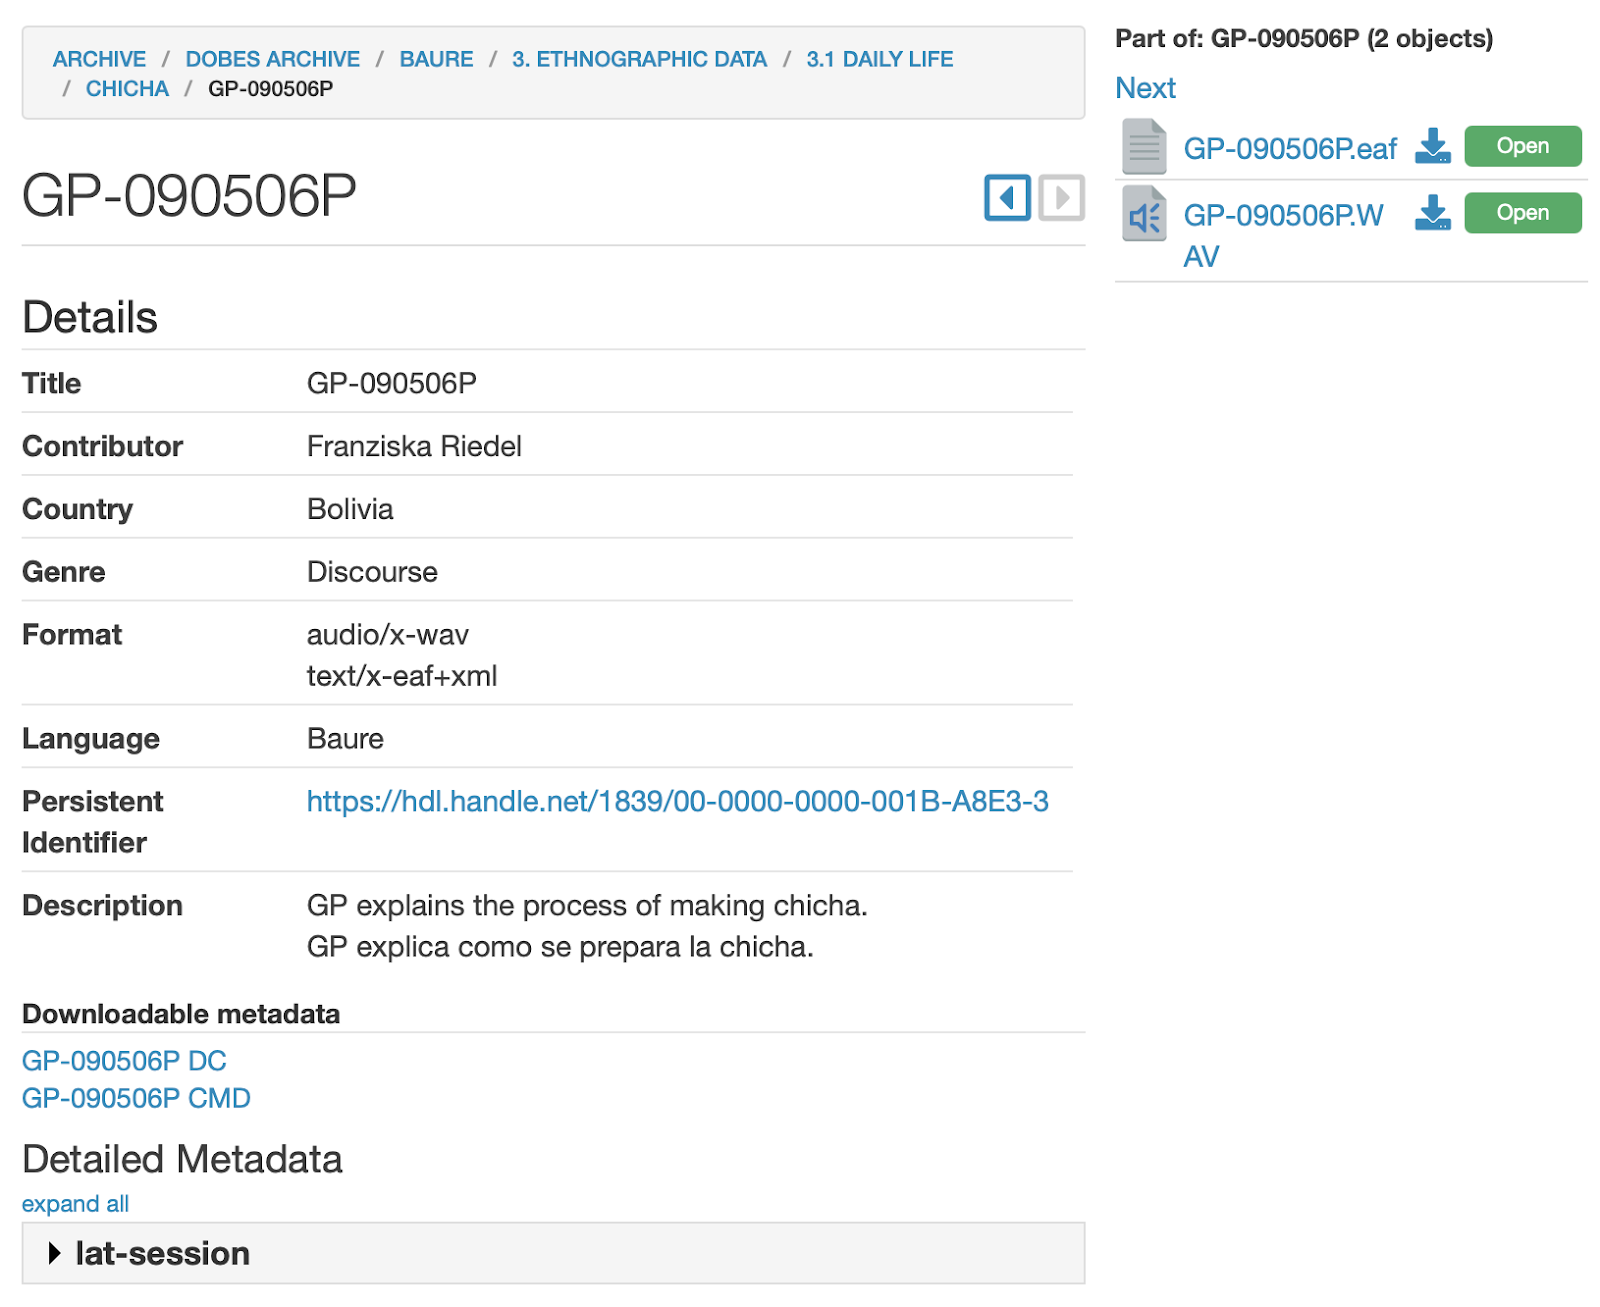 ARCHIVE / DOBES ARCHIVE / BAURE / 3. ETHNOGRAPHIC DATA / 3.1 DAILY LIFE
/ CHICHA / GP-090506P
GP-090506P
Details
Title GP-090506P
Contributor Franziska Riedel
Country Bolivia
Genre Discourse
Format audio/x-wav
text/x-eaf+xml
Language Baure
Persistent https://hdl.handle.net/1839/00-0000-0000-001B-A8E3-3
Identifier
Description GP explains the process of making chicha.
GP explica como se prepara la chicha.
Downloadable metadata
GP-090506P DC
GP-090506P CMD
Detailed Metadata
expand all
lat-session
Part of: GP-090506P (2 objects)
Next
GP-090506P.eaf Open
GP-090506P.W Open
AV